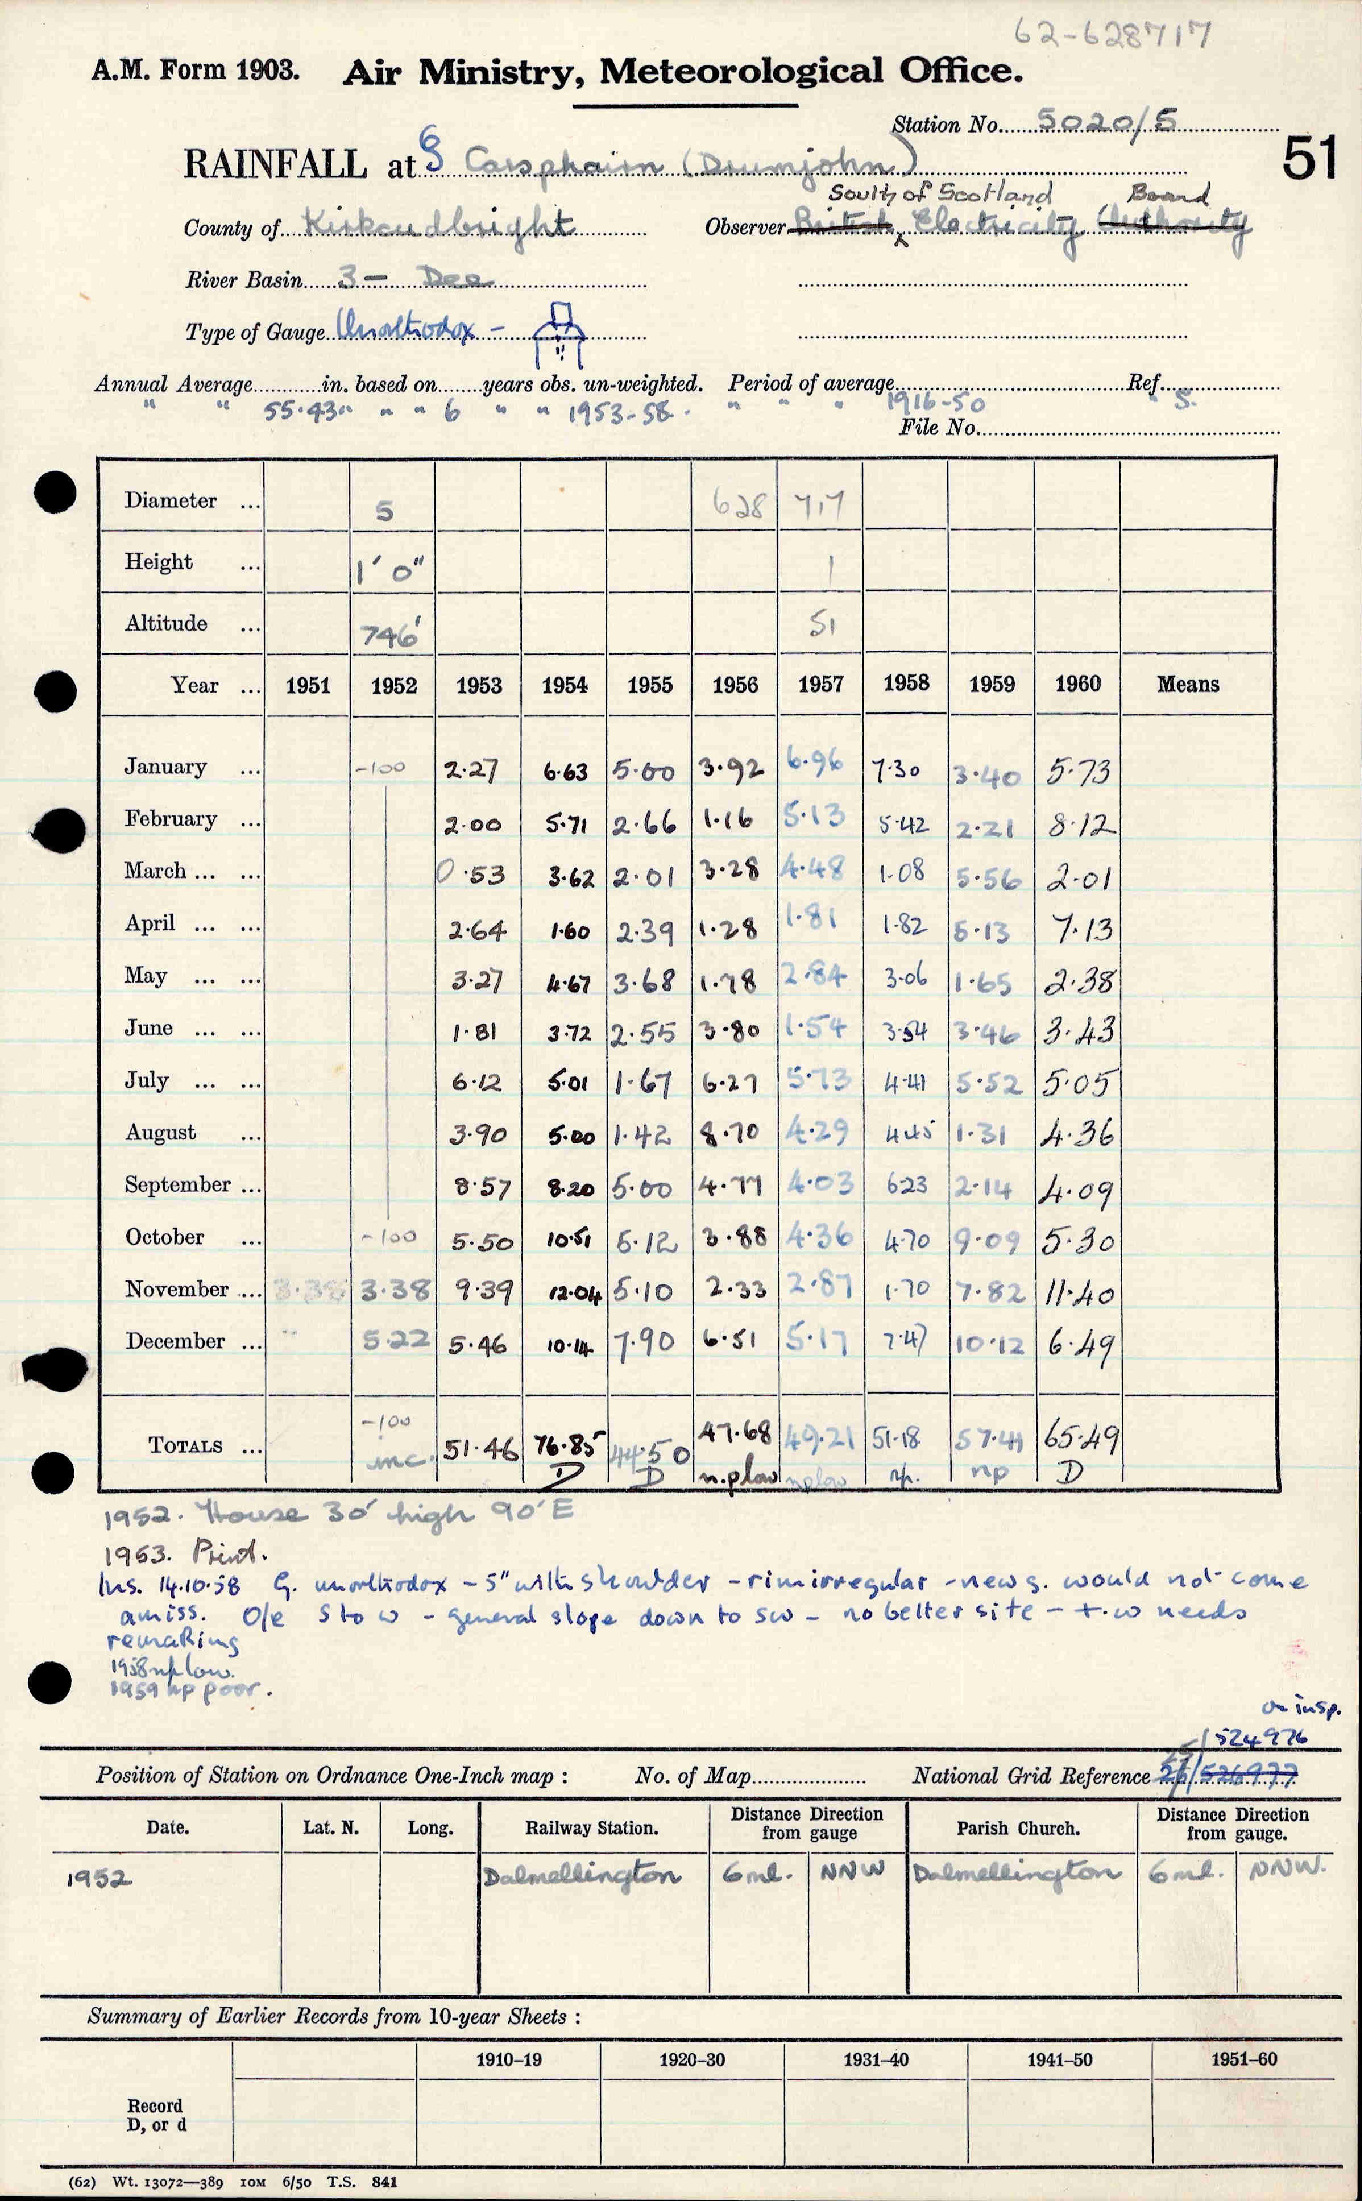 62-628717
A.M. Form 1903. Air Ministry, Meteorological Office.
Station No. 5020/5
51
RAINFALL at § Carsphairn (Drumjohn)
South of Scotland Board
County of Kirkcudbright Observer British Electricity Authority
River Basin 3 - Dee
Type of Gauge Unorthodox -
Annual Average in. based on years obs. un-weighted. Period of average Ref.
" " 55.43" " " 6 " " 1953-58. " " " 1916-50 " S.
File No.
Diameter ... 5 628 717
Height ... 1' 0" 1
Altitude ... 746' 51
Year ... 1951 1952 1953 1954 1955 1956 1957 1958 1959 1960 Means
January ... -100 2.27 6.63 5.00 3.92 6.96 7.30 3.40 5.73
February ... 2.00 5.71 2.66 1.16 5.13 5.42 2.21 8.12
March ... ... 0.53 3.62 2.01 3.28 4.48 1.08 5.56 2.01
April ... ... 2.64 1.60 2.39 1.28 1.81 1.82 5.13 7.13
May ... ... 3.27 4.67 3.68 1.78 2.84 3.06 1.65 2.38
June ... ... 1.81 3.72 2.55 3.80 1.54 3.54 3.46 3.43
July ... ... 6.12 5.01 1.67 6.27 5.73 4.41 5.52 5.05
August ... 3.90 5.00 1.42 8.70 4.29 4.45 1.31 4.36
September ... 8.57 8.20 5.00 4.77 4.03 6.23 2.14 4.09
October ... -100 5.50 10.51 5.12 3.88 4.36 4.70 9.09 5.30
November ... 3.38 3.38 9.39 12.04 5.10 2.33 2.87 1.70 7.82 11.40
December ... " 5.22 5.46 10.14 7.90 6.51 5.17 7.47 10.12 6.49
-100
TOTALS ... inc. 51.46 76.85 44.50 47.68 49.21 51.18 57.41 65.49
D D n.p low np low np. np D
1952. House 30' high 90' E
1953. Print.
Ins. 14.10.58 G. unorthodox - 5" with shoulder - rim irregular - new g. would not come
amiss. O/e S to W - general slope down to SW - no better site - t.w needs
remaking
1958 np low.
1959 np poor.
on insp.
25/524976
Position of Station on Ordnance One-Inch map : No. of Map National Grid Reference 26/526977
Date. Lat. N. Long. Railway Station. Distance Direction from gauge Parish Church. Distance Direction from gauge.
1952 Dalmellington 6 ml. NNW Dalmellington 6 ml. NNW.
Summary of Earlier Records from 10-year Sheets :
1910–19 1920–30 1931–40 1941–50 1951–60
Record
D, or d
(62) Wt. 13072—389 10M 6/50 T.S. 841